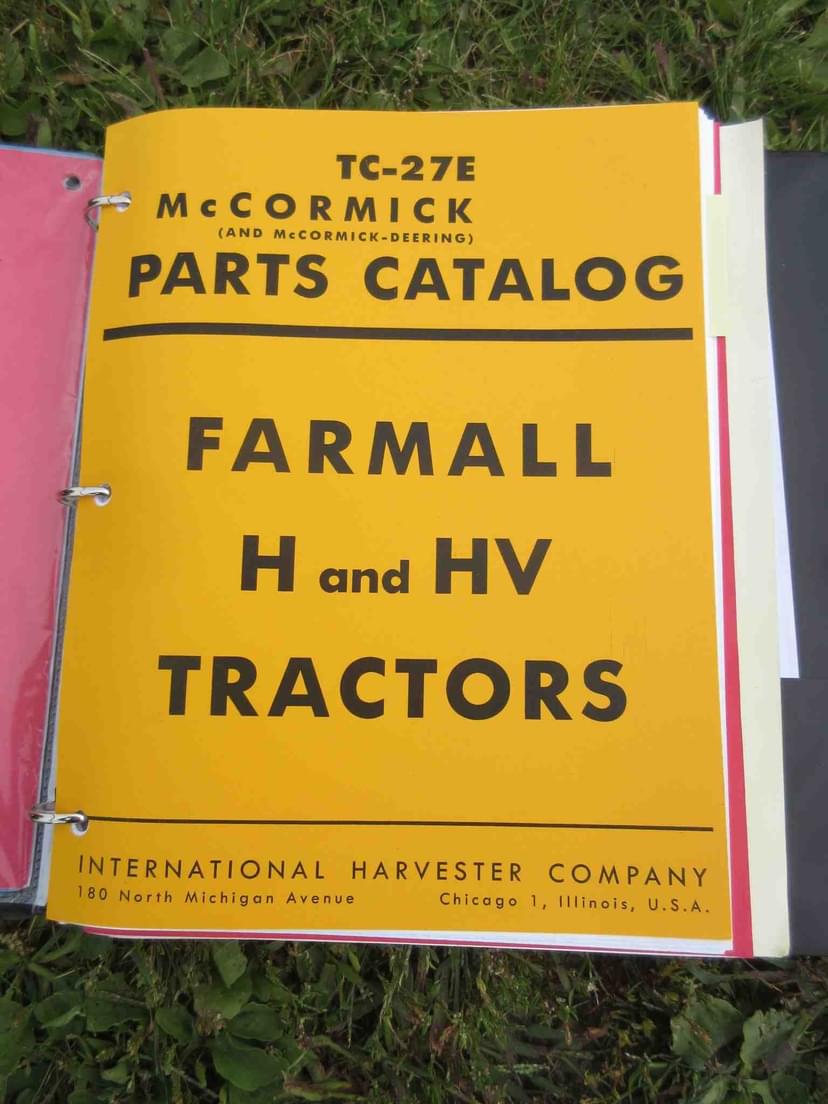 TC-27E
McCORMICK
(AND McCORMICK-DEERING)
PARTS CATALOG
FARMALL
H and HV
TRACTORS
INTERNATIONAL HARVESTER COMPANY
180 North Michigan Avenue Chicago 1, Illinois, U.S.A.